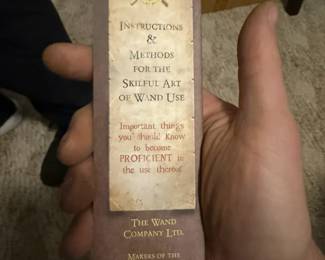 INSTRUCTIONS
&
METHODS
FOR THE
SKILFUL ART
OF WAND USE
Important things
you should know
to become
PROFICIENT in
the use thereof
THE WAND
COMPANY LTD.
MAKERS OF THE